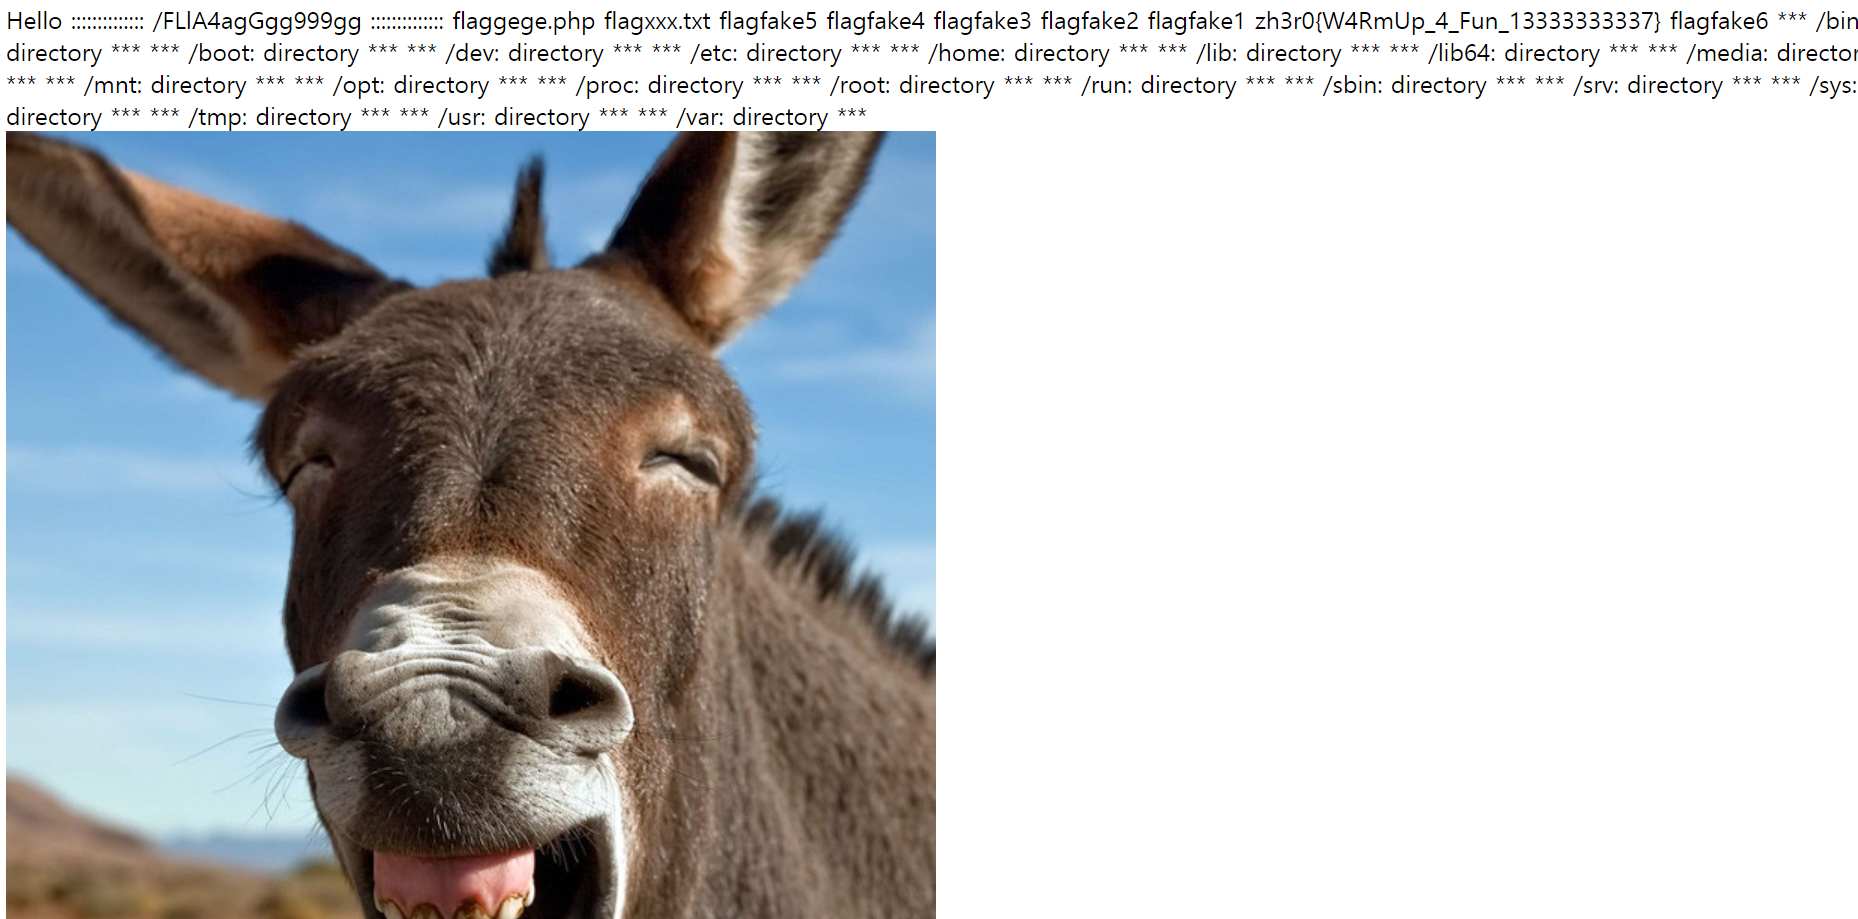 Hello :::::::::::::: /FLlA4agGgg999gg :::::::::::::: flaggege.php flagxxx.txt flagfake5 flagfake4 flagfake3 flagfake2 flagfake1 zh3r0{W4RmUp_4_Fun_13333333337} flagfake6 *** /bin
directory *** *** /boot: directory *** *** /dev: directory *** *** /etc: directory *** *** /home: directory *** *** /lib: directory *** *** /lib64: directory *** *** /media: director
*** *** /mnt: directory *** *** /opt: directory *** *** /proc: directory *** *** /root: directory *** *** /run: directory *** *** /sbin: directory *** *** /srv: directory *** *** /sys:
directory *** *** /tmp: directory *** *** /usr: directory *** *** /var: directory ***